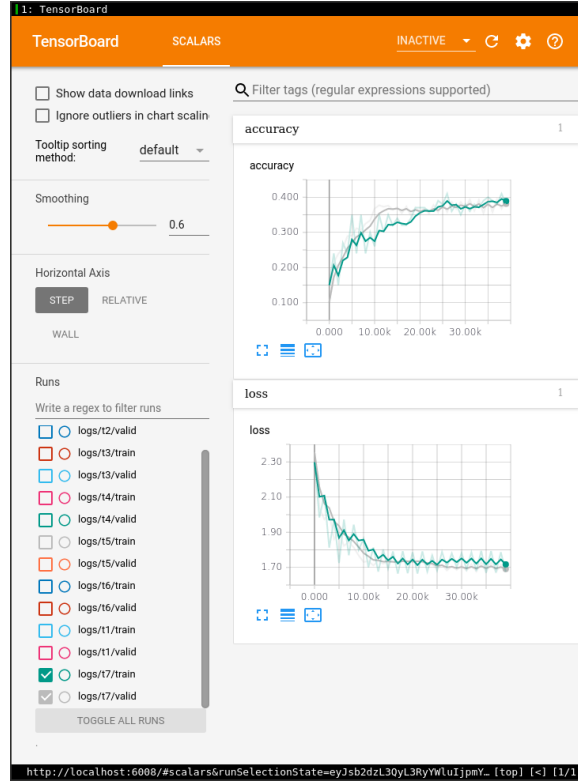 1: TensorBoard
TensorBoard SCALARS INACTIVE
Show data download links
Ignore outliers in chart scalin
Tooltip sorting
method: default
Smoothing
0.6
Horizontal Axis
STEP RELATIVE
WALL
Runs
Write a regex to filter runs
logs/t2/valid
logs/t3/train
logs/t3/valid
logs/t4/train
logs/t4/valid
logs/t5/train
logs/t5/valid
logs/t6/train
logs/t6/valid
logs/t1/train
logs/t1/valid
logs/t7/train
logs/t7/valid
TOGGLE ALL RUNS
Filter tags (regular expressions supported)
accuracy 1
accuracy
0.400
0.300
0.200
0.100
0.000 10.00k 20.00k 30.00k
loss 1
loss
2.30
2.10
1.90
1.70
0.000 10.00k 20.00k 30.00k
http://localhost:6008/#scalars&runSelectionState=eyJsb2dzL3QyL3RyYWluIjpmY… [top] [<] [1/1